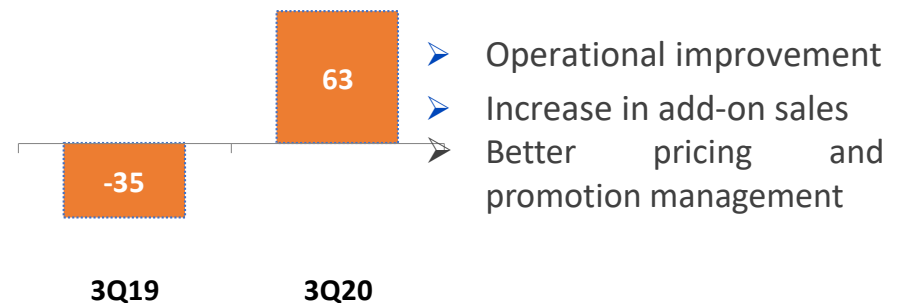 63
-35
3Q19 3Q20
➢ Operational improvement
➢ Increase in add-on sales
➢ Better pricing and
promotion management